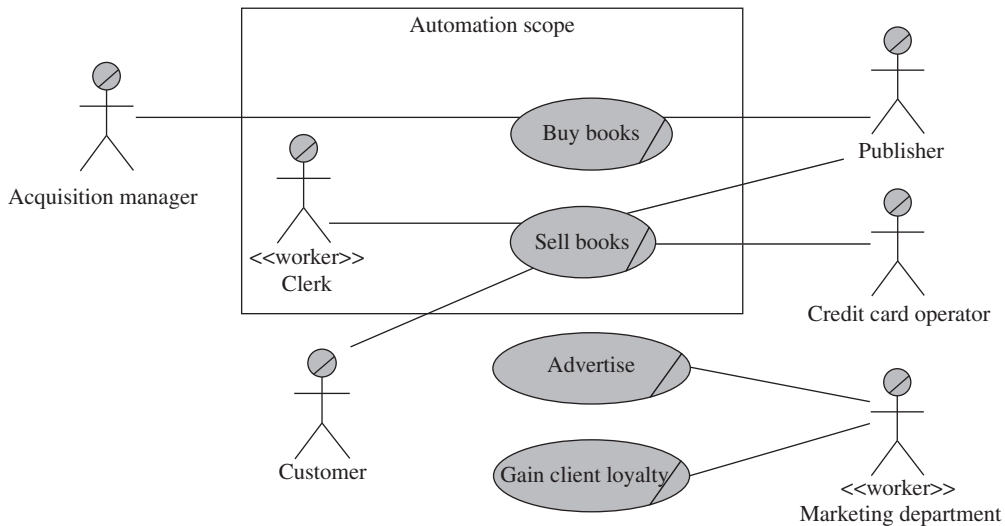 Automation scope
Buy books
Publisher
Acquisition manager
Sell books
<<worker>>
Clerk
Credit card operator
Advertise
Customer
Gain client loyalty
<<worker>>
Marketing department